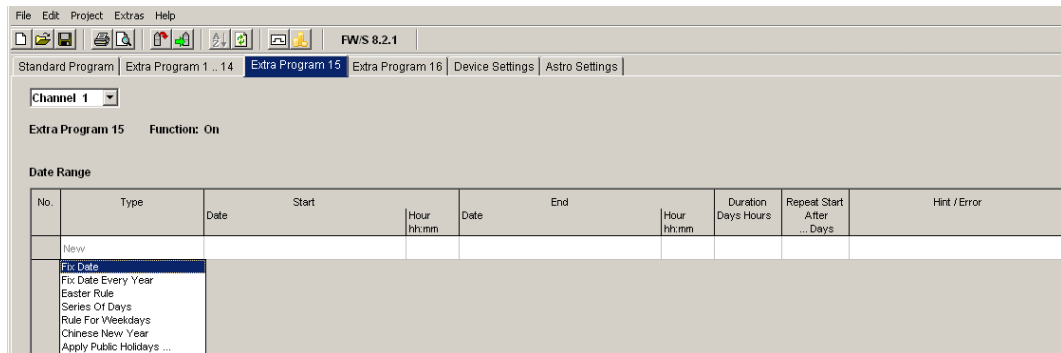 File Edit Project Extras Help
FW/S 8.2.1
Standard Program Extra Program 1 .. 14 Extra Program 15 Extra Program 16 Device Settings Astro Settings
Channel 1
Extra Program 15 Function: On
Date Range
No. Type Start End Duration Repeat Start Hint / Error
Date Hour Date Hour Days Hours After
hh:mm hh:mm ... Days
New
Fix Date
Fix Date Every Year
Easter Rule
Series Of Days
Rule For Weekdays
Chinese New Year
Apply Public Holidays ...